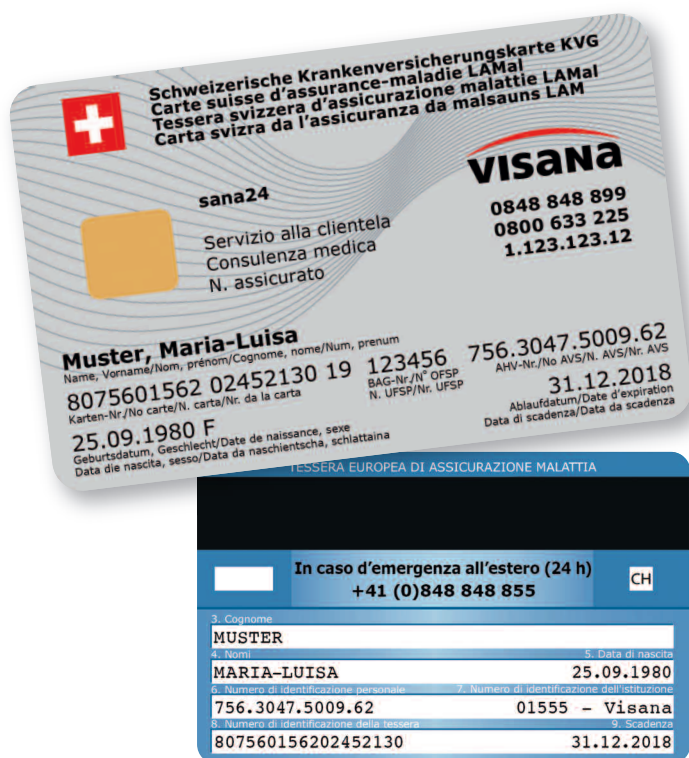 Schweizerische Krankenversicherungskarte KVG
Carte suisse d'assurance-maladie LAMal
Tessera svizzera d'assicurazione malattie LAMal
Carta svizra da l'assicuranza da malsauns LAM
VISANA
sana24
Servizio alla clientela 0848 848 899
Consulenza medica 0800 633 225
N. assicurato 1.123.123.12
Muster, Maria-Luisa
Name, Vorname/Nom, prénom/Cognome, nome/Num, prenum
8075601562 02452130 19 123456 756.3047.5009.62
Karten-Nr./No carte/N. carta/Nr. da la carta BAG-Nr./N° OFSP AHV-Nr./No AVS/N. AVS/Nr. AVS
N. UFSP/Nr. UFSP
25.09.1980 F 31.12.2018
Geburtsdatum, Geschlecht/Date de naissance, sexe Ablaufdatum/Date d'expiration
Data die nascita, sesso/Data da naschientscha, schlattaina Data di scadenza/Data da scadenza
TESSERA EUROPEA DI ASSICURAZIONE MALATTIA
In caso d'emergenza all'estero (24 h)
+41 (0)848 848 855
CH
3. Cognome
MUSTER
4. Nomi 5. Data di nascita
MARIA-LUISA 25.09.1980
6. Numero di identificazione personale 7. Numero di identificazione dell'istituzione
756.3047.5009.62 01555 - Visana
8. Numero di identificazione della tessera 9. Scadenza
807560156202452130 31.12.2018